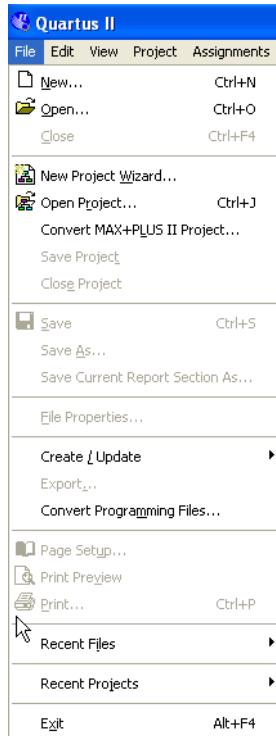 Quartus II
File Edit View Project Assignments
New... Ctrl+N
Open... Ctrl+O
Close Ctrl+F4
New Project Wizard...
Open Project... Ctrl+J
Convert MAX+PLUS II Project...
Save Project
Close Project
Save Ctrl+S
Save As...
Save Current Report Section As...
File Properties...
Create / Update
Export...
Convert Programming Files...
Page Setup...
Print Preview
Print... Ctrl+P
Recent Files
Recent Projects
Exit Alt+F4